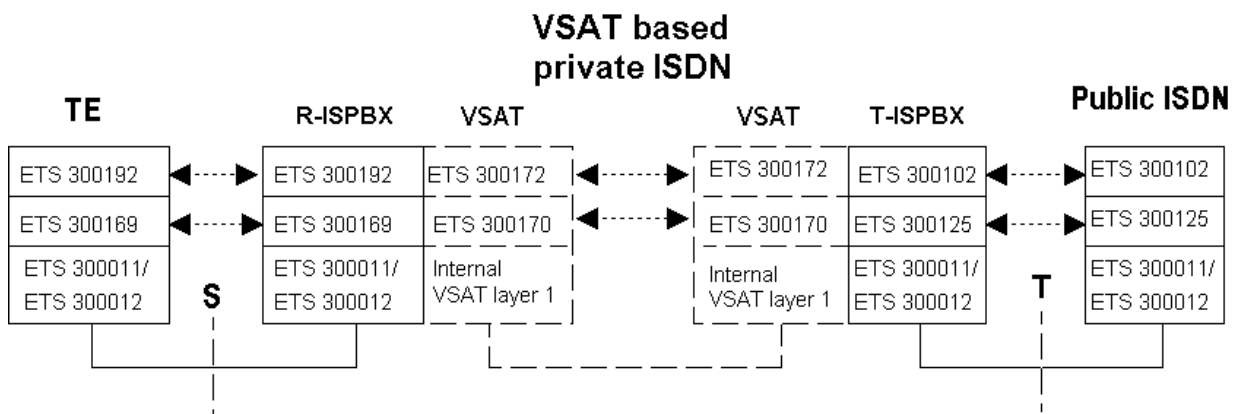 VSAT based
private ISDN
TE
R-ISPBX
VSAT
VSAT
T-ISPBX
Public ISDN
ETS 300192
ETS 300192
ETS 300172
ETS 300172
ETS 300102
ETS 300102
ETS 300169
ETS 300169
ETS 300170
ETS 300170
ETS 300125
ETS 300125
ETS 300011/
ETS 300012
S
ETS 300011/
ETS 300012
Internal
VSAT layer 1
Internal
VSAT layer 1
ETS 300011/
ETS 300012
T
ETS 300011/
ETS 300012